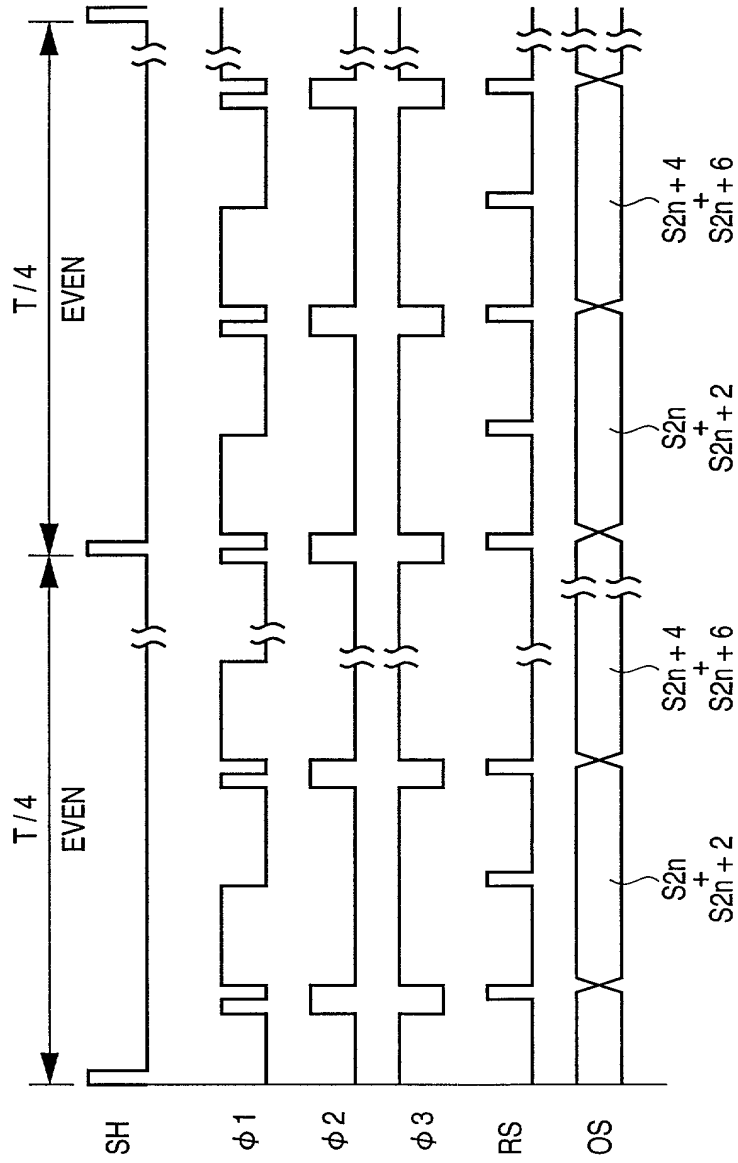 T/4
EVEN
T/4
EVEN
SH
φ1
φ2
φ3
RS
OS
S2n
+
S2n+2
S2n+4
+
S2n+6
S2n
+
S2n+2
S2n+4
+
S2n+6